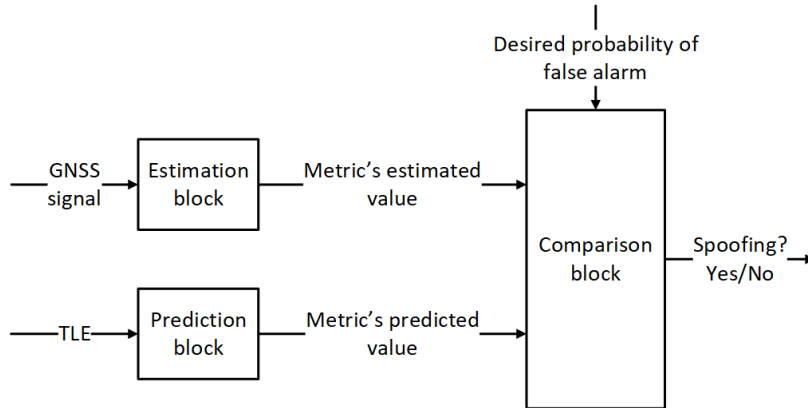 Desired probability of
false alarm
GNSS
signal
Estimation
block
Metric's estimated
value
Comparison
block
Spoofing?
Yes/No
TLE
Prediction
block
Metric's predicted
value